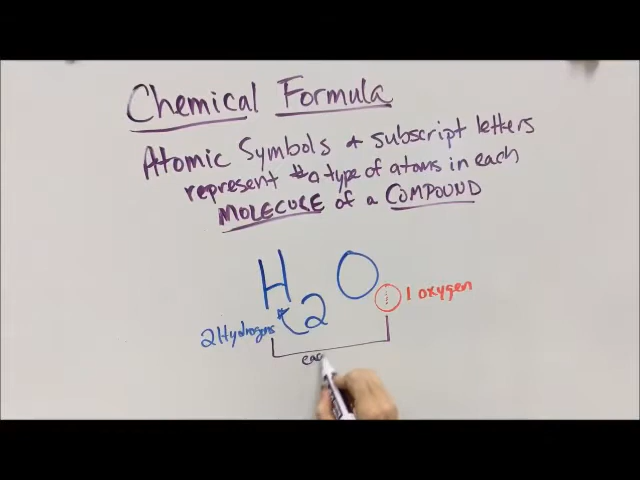 Chemical Formula
Atomic Symbols + subscript letters
represent # & type of atoms in each
MOLECULE of a COMPOUND
H2O
1 oxygen
2 Hydrogens
eac